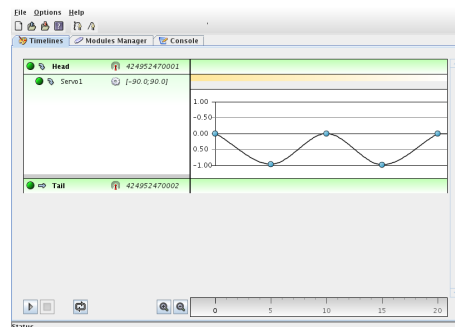 File Options Help
Timelines Modules Manager Console
Head 424952470001
Servo1 [-90.0;90.0]
1.00
-0.50
0.00
-0.50
-1.00
Tail 424952470002
0 5 10 15 20
Status